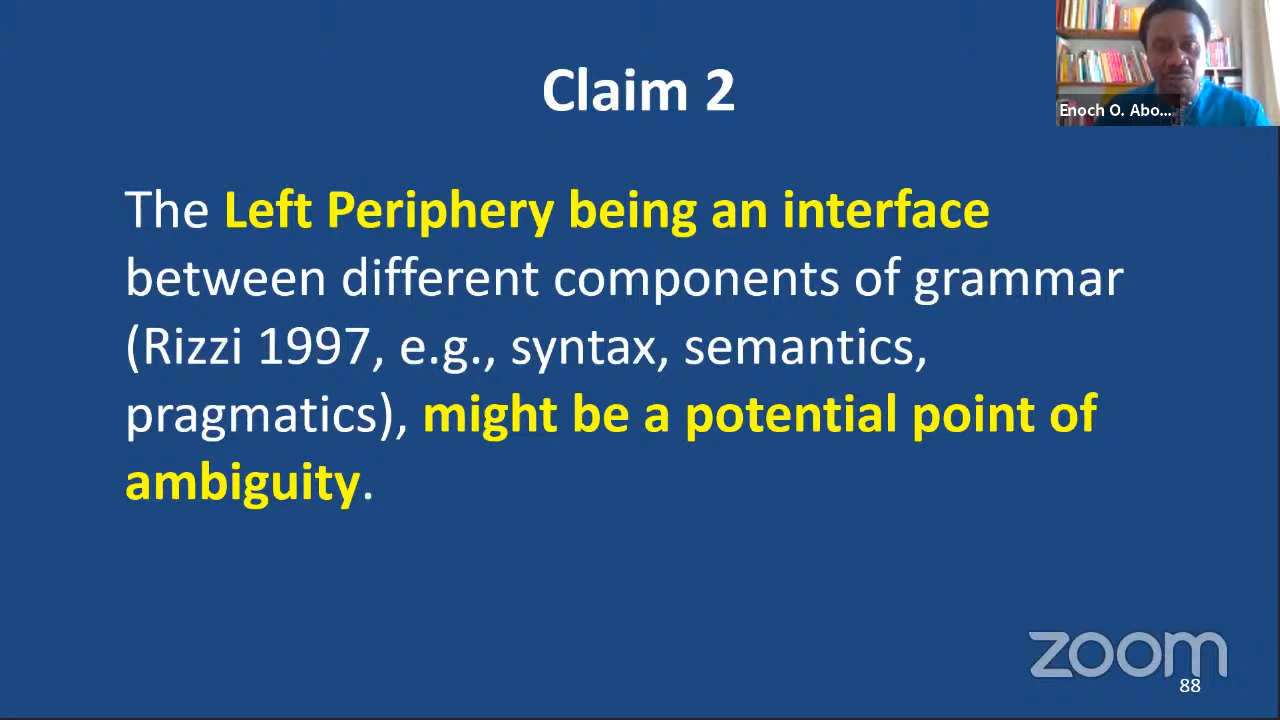 Claim 2
Enoch O. Abo...
The Left Periphery being an interface
between different components of grammar
(Rizzi 1997, e.g., syntax, semantics,
pragmatics), might be a potential point of
ambiguity.
zoom
88